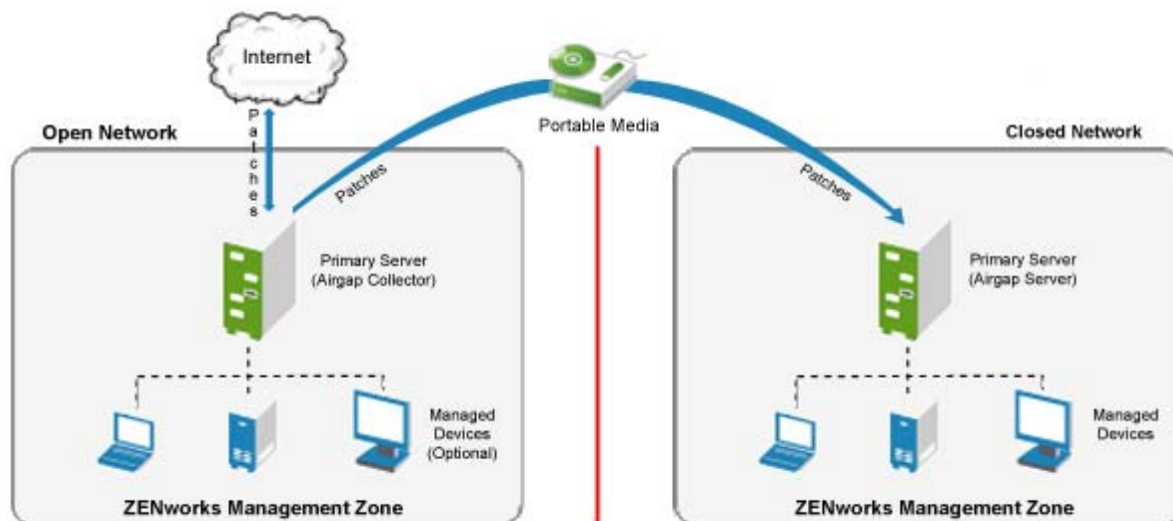 Internet
Patches
Open Network
Patches
Portable Media
Closed Network
Patches
Primary Server
(Airgap Collector)
Primary Server
(Airgap Server)
Managed
Devices
(Optional)
Managed
Devices
ZENworks Management Zone
ZENworks Management Zone